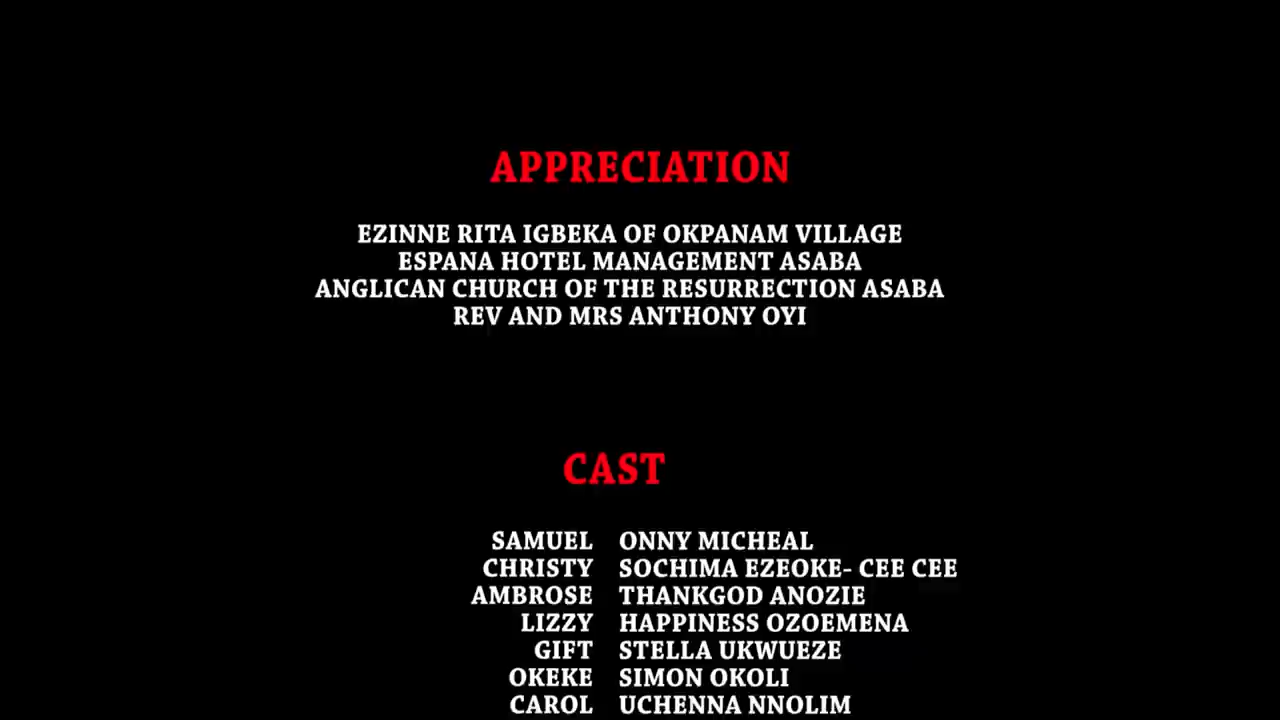 APPRECIATION
EZINNE RITA IGBEKA OF OKPANAM VILLAGE
ESPANA HOTEL MANAGEMENT ASABA
ANGLICAN CHURCH OF THE RESURRECTION ASABA
REV AND MRS ANTHONY OYI
CAST
SAMUEL ONNY MICHEAL
CHRISTY SOCHIMA EZEOKE- CEE CEE
AMBROSE THANKGOD ANOZIE
LIZZY HAPPINESS OZOEMENA
GIFT STELLA UKWUEZE
OKEKE SIMON OKOLI
CAROL UCHENNA NNOLIM